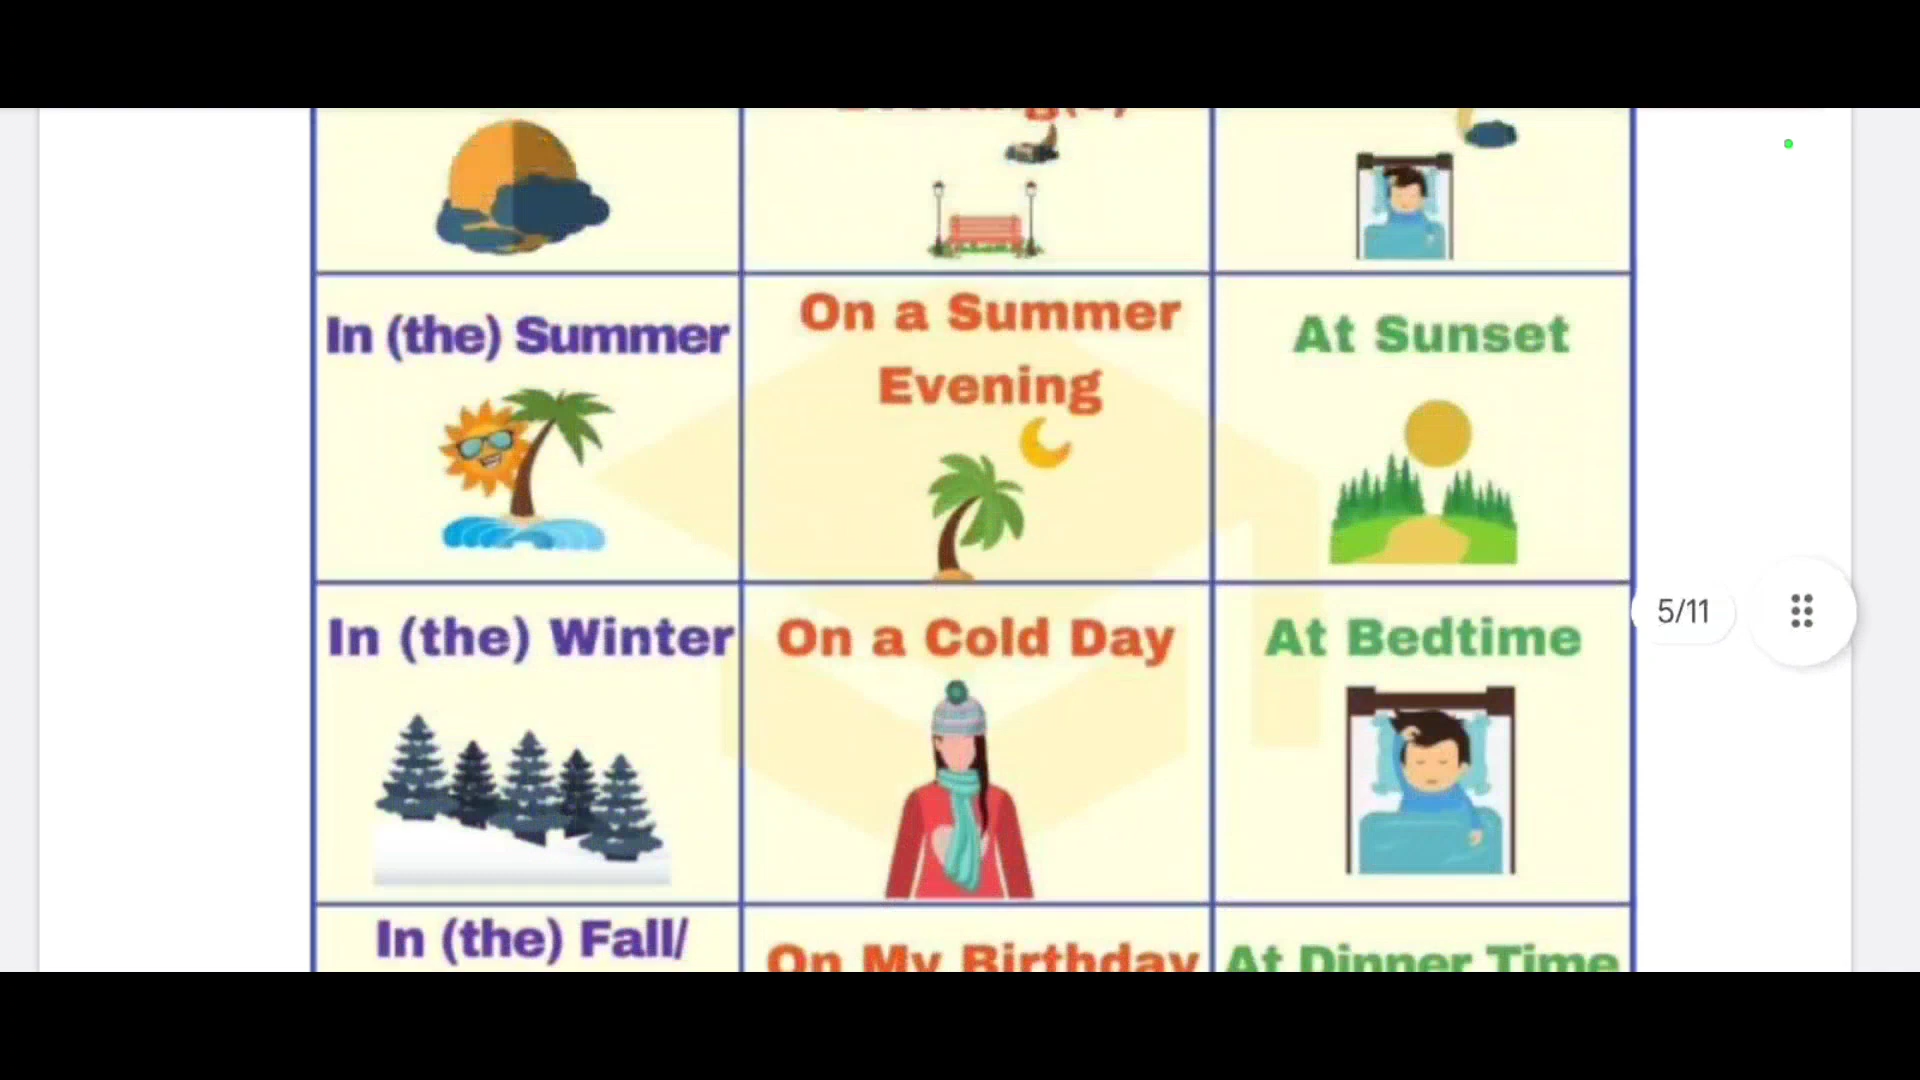 In (the) Summer
On a Summer
Evening
At Sunset
In (the) Winter
On a Cold Day
At Bedtime
In (the) Fall/
On My Birthday
At Dinner Time
5/11